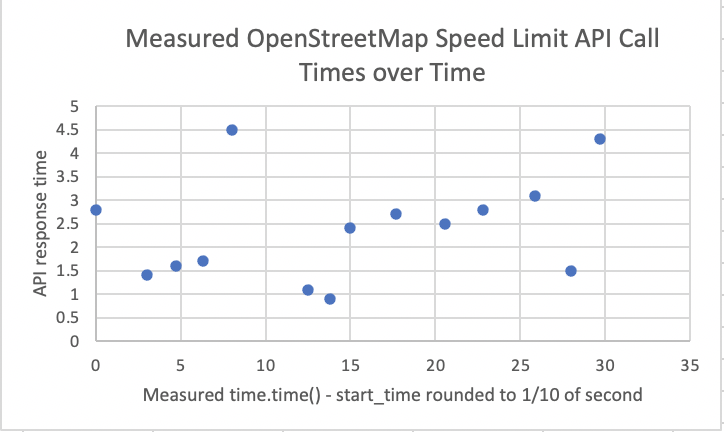 Measured OpenStreetMap Speed Limit API Call
Times over Time
5
4.5
4
3.5
3
2.5
2
1.5
1
0.5
0
API response time
0 5 10 15 20 25 30 35
Measured time.time() - start_time rounded to 1/10 of second